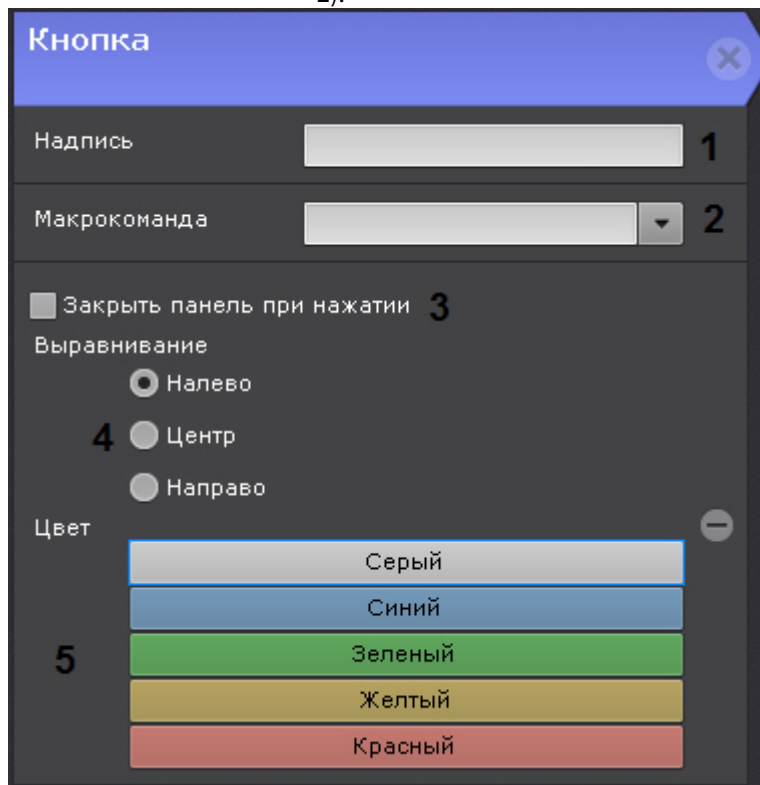 2).
Кнопка
Надпись 1
Макрокоманда 2
Закрыть панель при нажатии 3
Выравнивание
Налево
4 Центр
Направо
Цвет
Серый
Синий
5 Зеленый
Желтый
Красный